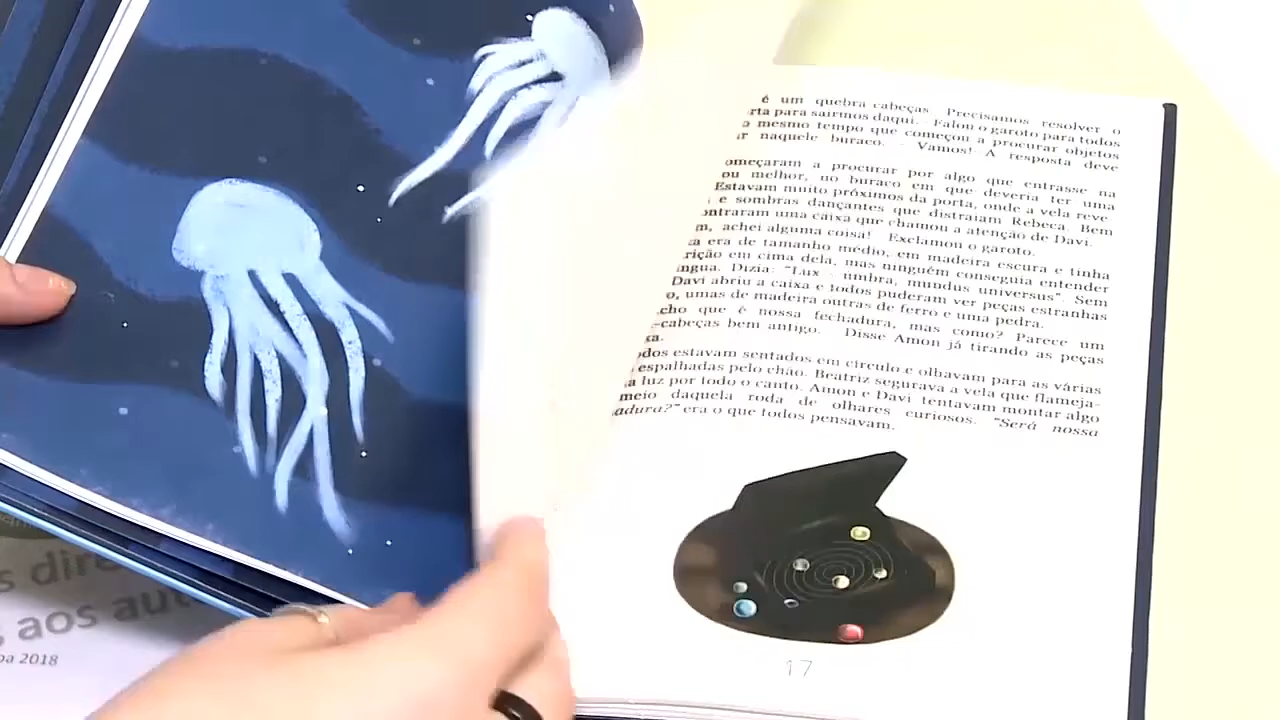 é um quebra cabeças. Precisamos resolver o
para sairmos daqui. Falou o garoto para todos
mesmo tempo que começou a procurar objetos
naquele buraco. - Vamos! A resposta deve
omeçaram a procurar por algo que entrasse na
ou melhor, no buraco em que deveria ter uma
Estavam muito próximos da porta, onde a vela reve
e sombras dançantes que distraiam Rebeca. Bem
ontraram uma caixa que chamou a atenção de Davi.
m, achei alguma coisa! Exclamou o garoto.
era de tamanho médio, em madeira escura e tinha
rição em cima dela, mas ninguém conseguia entender
ngua. Dizia: "Lux - umbra, mundus universus". Sem
Davi abriu a caixa e todos puderam ver peças estranhas
o, umas de madeira outras de ferro e uma pedra.
cho que é nossa fechadura, mas como? Parece um
-cabeças bem antigo. Disse Amon já tirando as peças
xa.
odos estavam sentados em círculo e olhavam para as várias
espalhadas pelo chão. Beatriz segurava a vela que flameja-
a luz por todo o canto. Amon e Davi tentavam montar algo
meio daquela roda de olhares curiosos. "Será nossa
adura?" era o que todos pensavam.
17
s dire
aos aut
2018